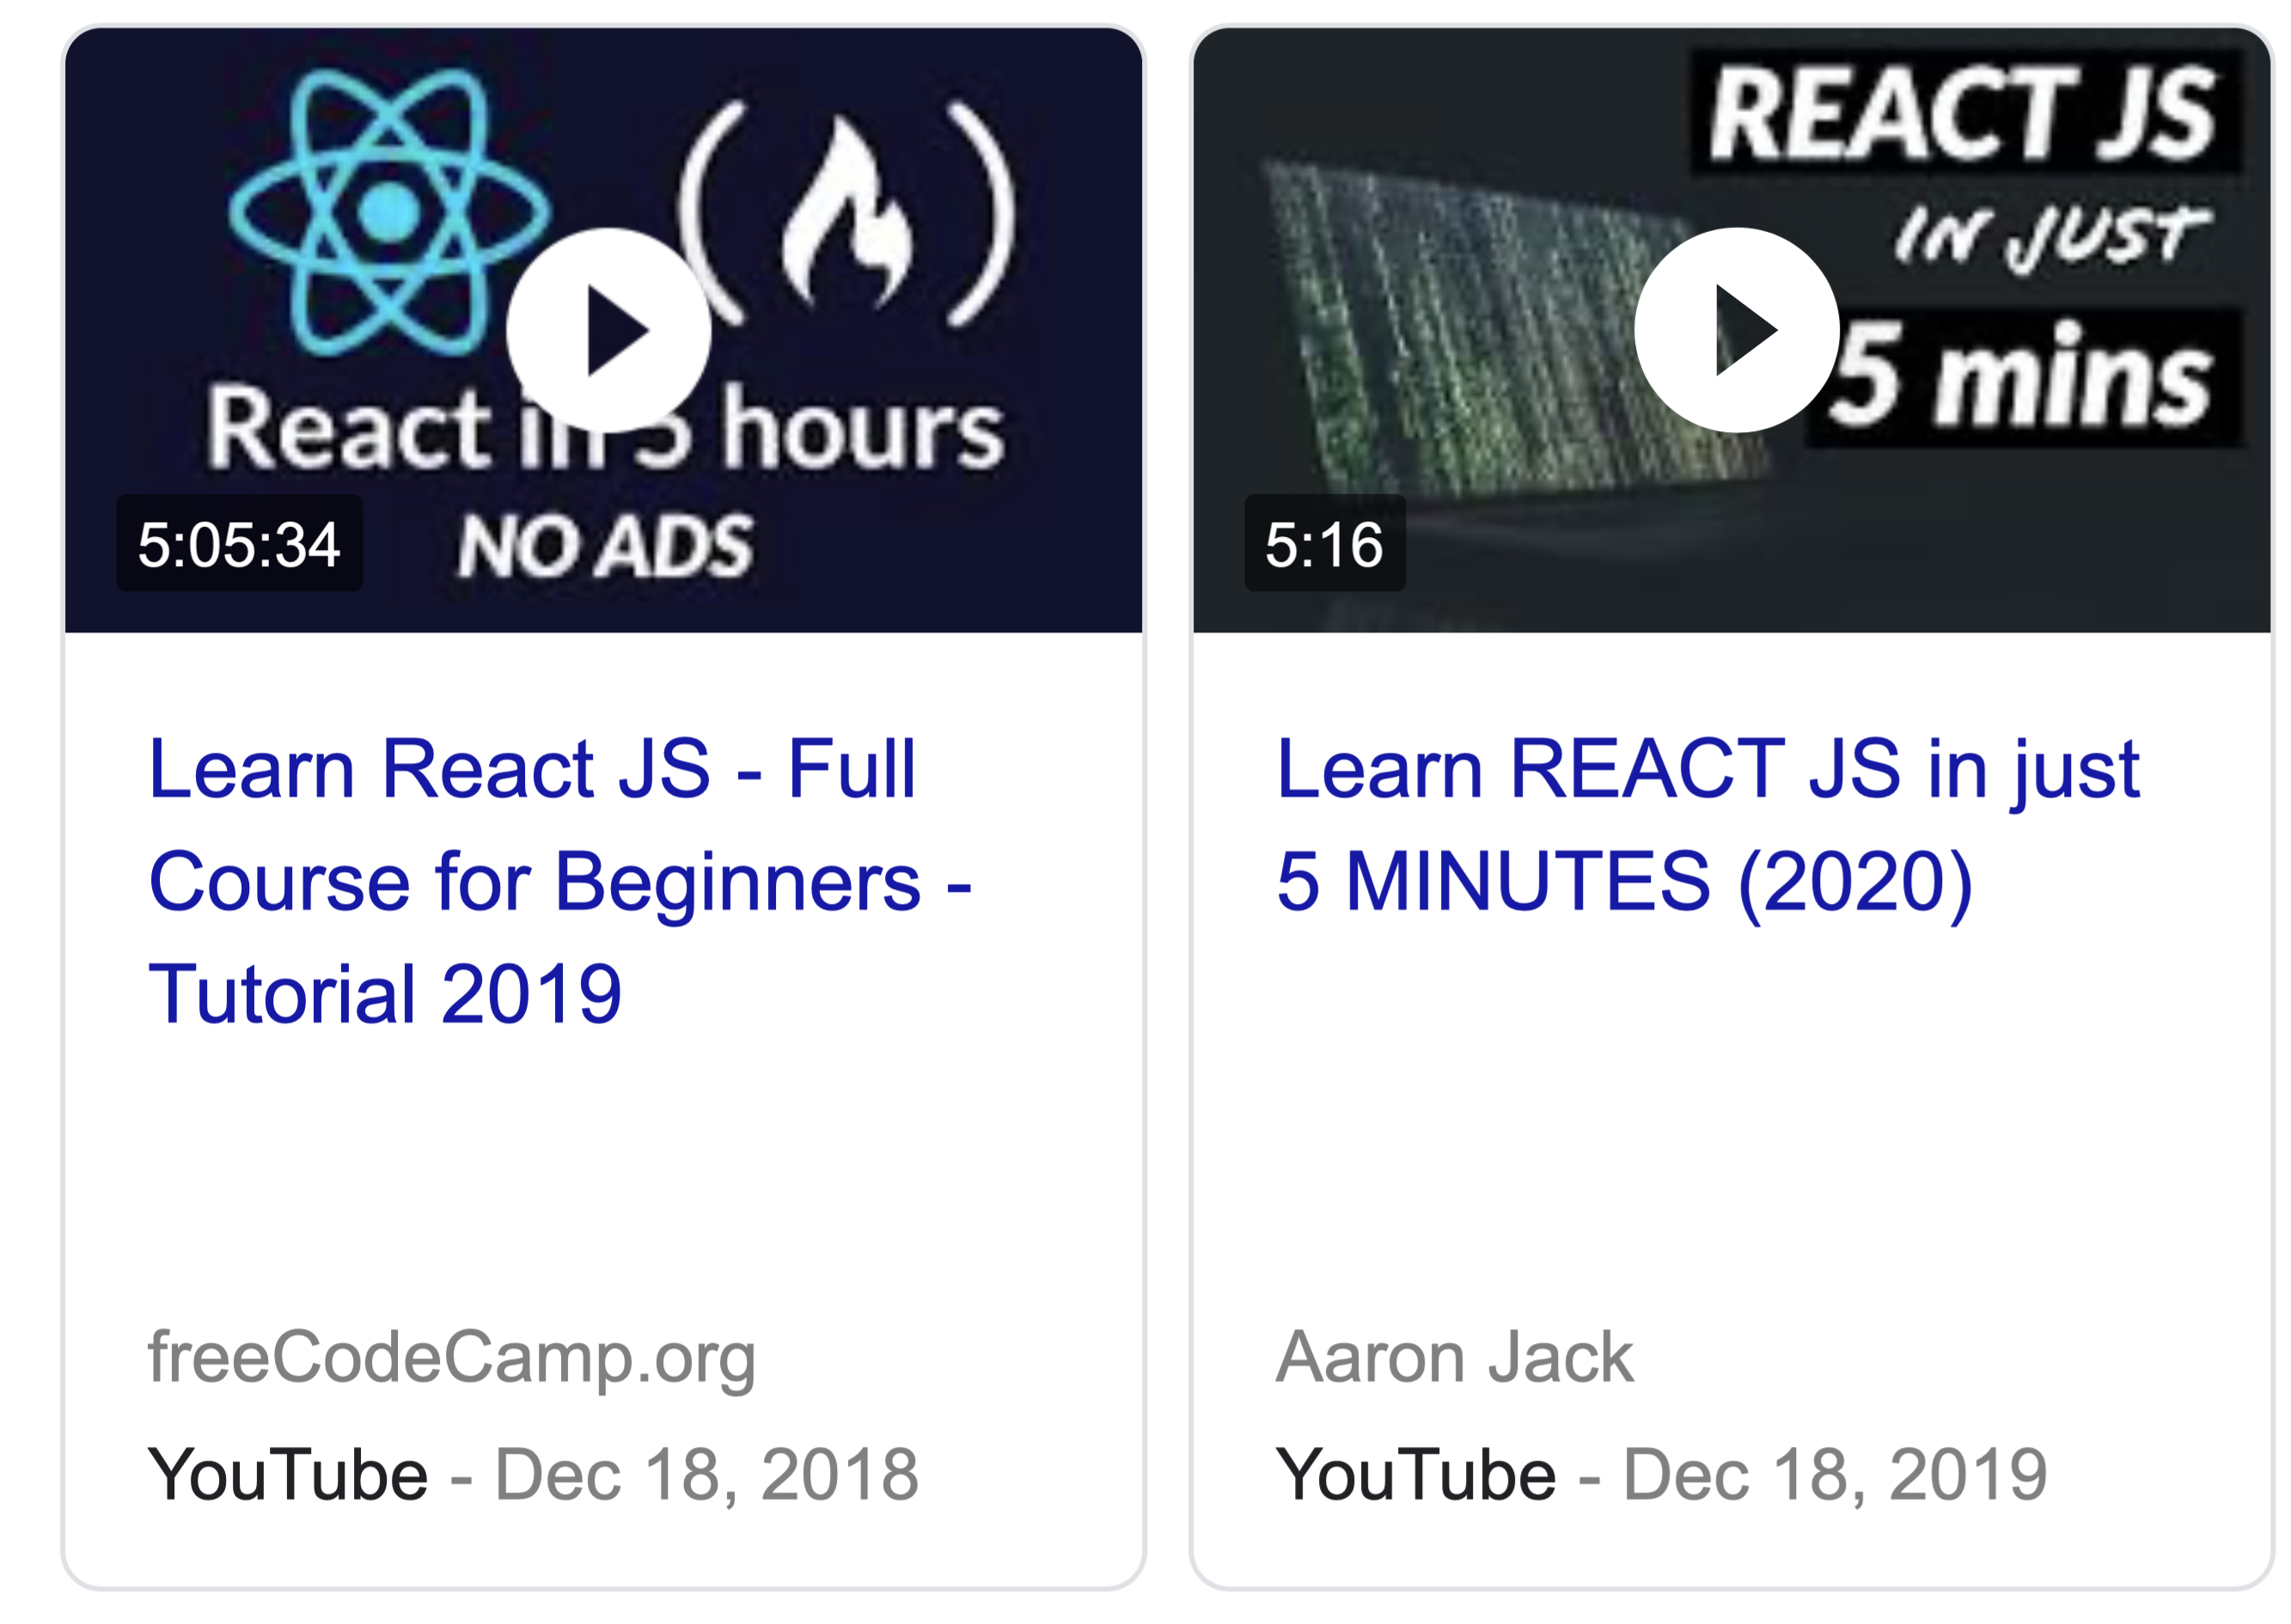 React in 5 hours
NO ADS
5:05:34
Learn React JS - Full
Course for Beginners -
Tutorial 2019
freeCodeCamp.org
YouTube - Dec 18, 2018
REACT JS
IN JUST
5 mins
5:16
Learn REACT JS in just
5 MINUTES (2020)
Aaron Jack
YouTube - Dec 18, 2019